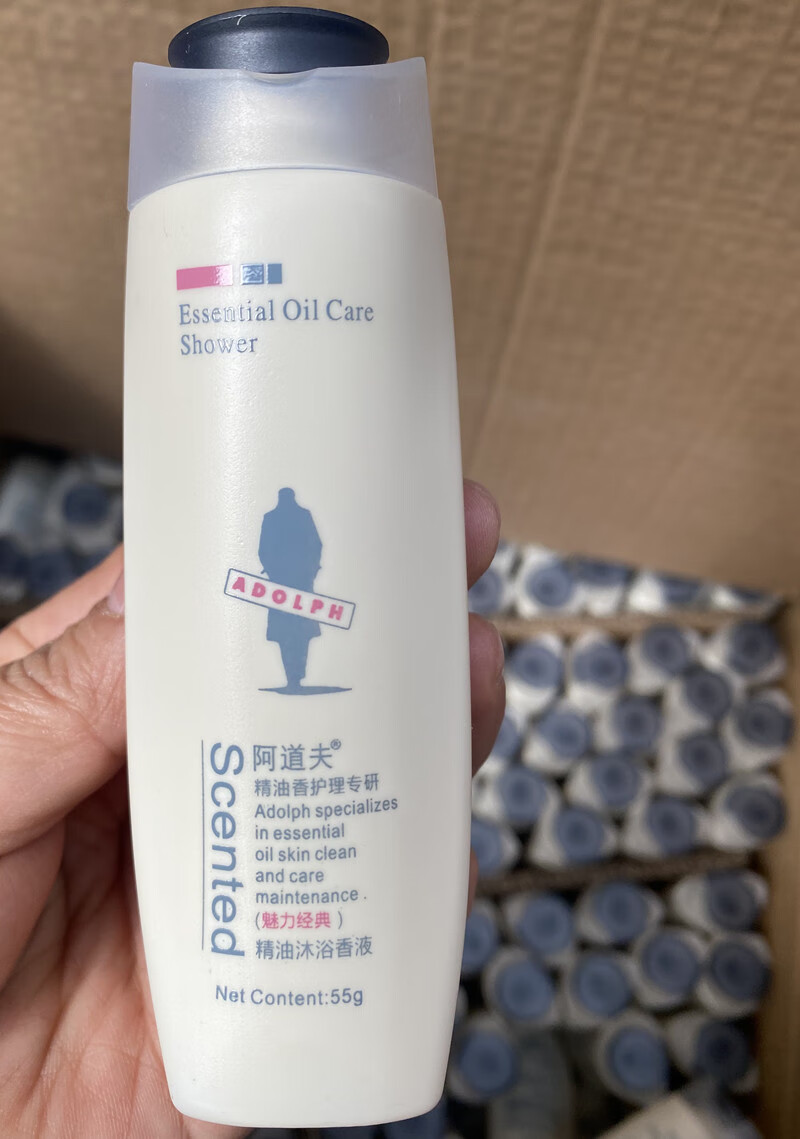 Essential Oil Care
Shower
ADOLPH
Scented
阿道夫®
精油香护理专研
Adolph specializes
in essential
oil skin clean
and care
maintenance .
(魅力经典)
精油沐浴香液
Net Content:55g